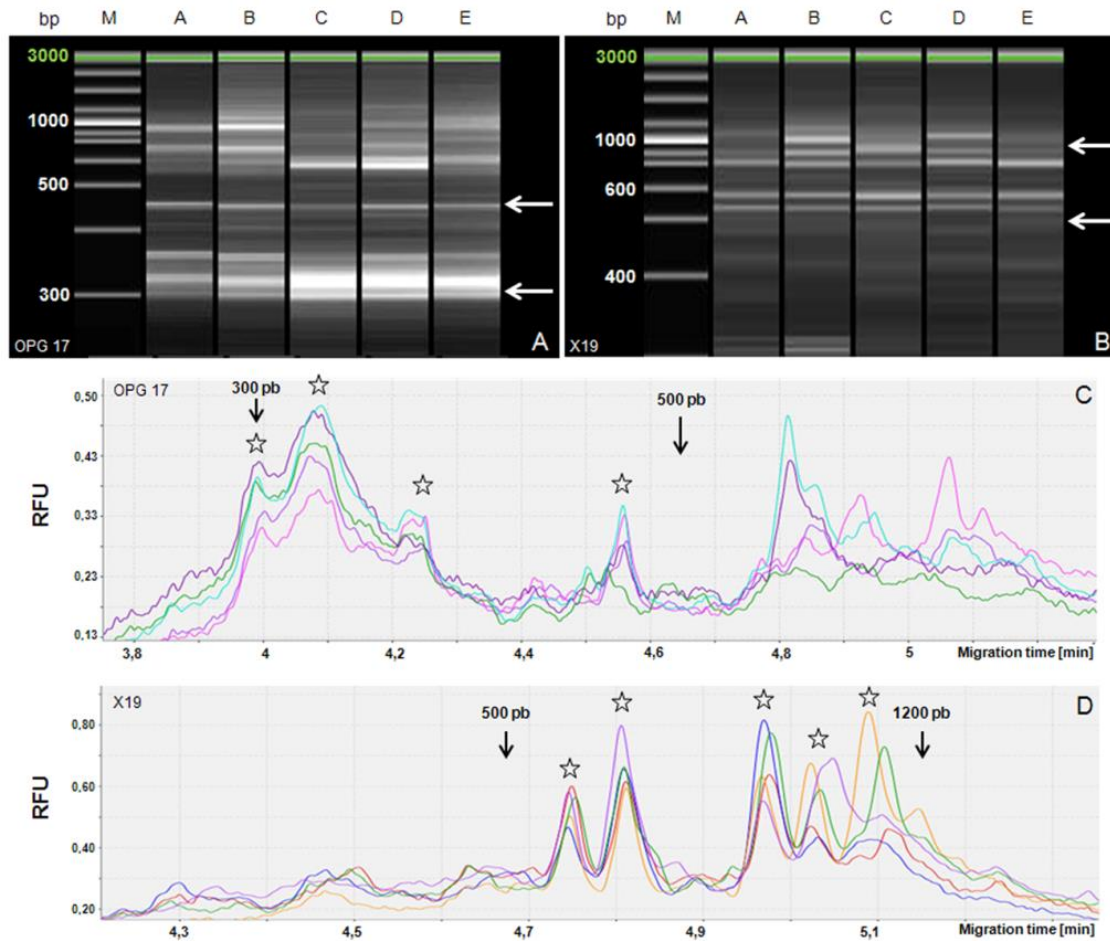 bp M A B C D E bp M A B C D E
3000 3000
1000 1000
500 600
400
300
OPG 17 A X19 B
OPG 17 300 pb 500 pb C
0,50
0,43
0,33
0,23
0,13
RFU
3,8 4 4,2 4,4 4,6 4,8 5 Migration time [min]
X19 500 pb 1200 pb D
0,80
0,60
0,40
0,20
RFU
4,3 4,5 4,7 4,9 5,1 Migration time [min]